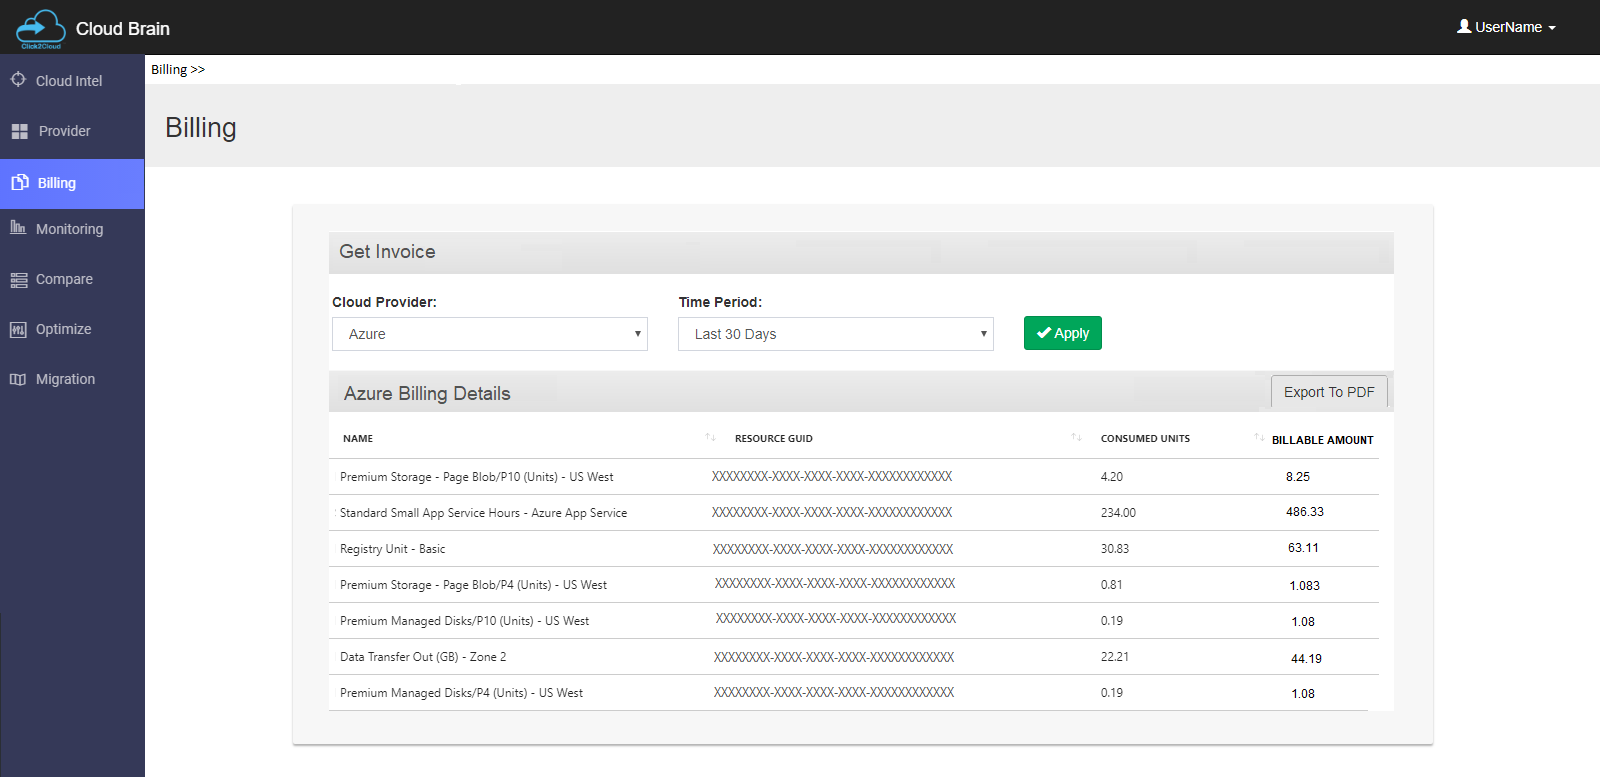 Click2Cloud
Cloud Brain
UserName
Cloud Intel
Provider
Billing
Monitoring
Compare
Optimize
Migration
Billing >>
Billing
Get Invoice
Cloud Provider: Time Period:
Azure Last 30 Days Apply
Azure Billing Details Export To PDF
NAME RESOURCE GUID CONSUMED UNITS BILLABLE AMOUNT
Premium Storage - Page Blob/P10 (Units) - US West XXXXXXXX-XXXX-XXXX-XXXX-XXXXXXXXXXXX 4.20 8.25
Standard Small App Service Hours - Azure App Service XXXXXXXX-XXXX-XXXX-XXXX-XXXXXXXXXXXX 234.00 486.33
Registry Unit - Basic XXXXXXXX-XXXX-XXXX-XXXX-XXXXXXXXXXXX 30.83 63.11
Premium Storage - Page Blob/P4 (Units) - US West XXXXXXXX-XXXX-XXXX-XXXX-XXXXXXXXXXXX 0.81 1.083
Premium Managed Disks/P10 (Units) - US West XXXXXXXX-XXXX-XXXX-XXXX-XXXXXXXXXXXX 0.19 1.08
Data Transfer Out (GB) - Zone 2 XXXXXXXX-XXXX-XXXX-XXXX-XXXXXXXXXXXX 22.21 44.19
Premium Managed Disks/P4 (Units) - US West XXXXXXXX-XXXX-XXXX-XXXX-XXXXXXXXXXXX 0.19 1.08